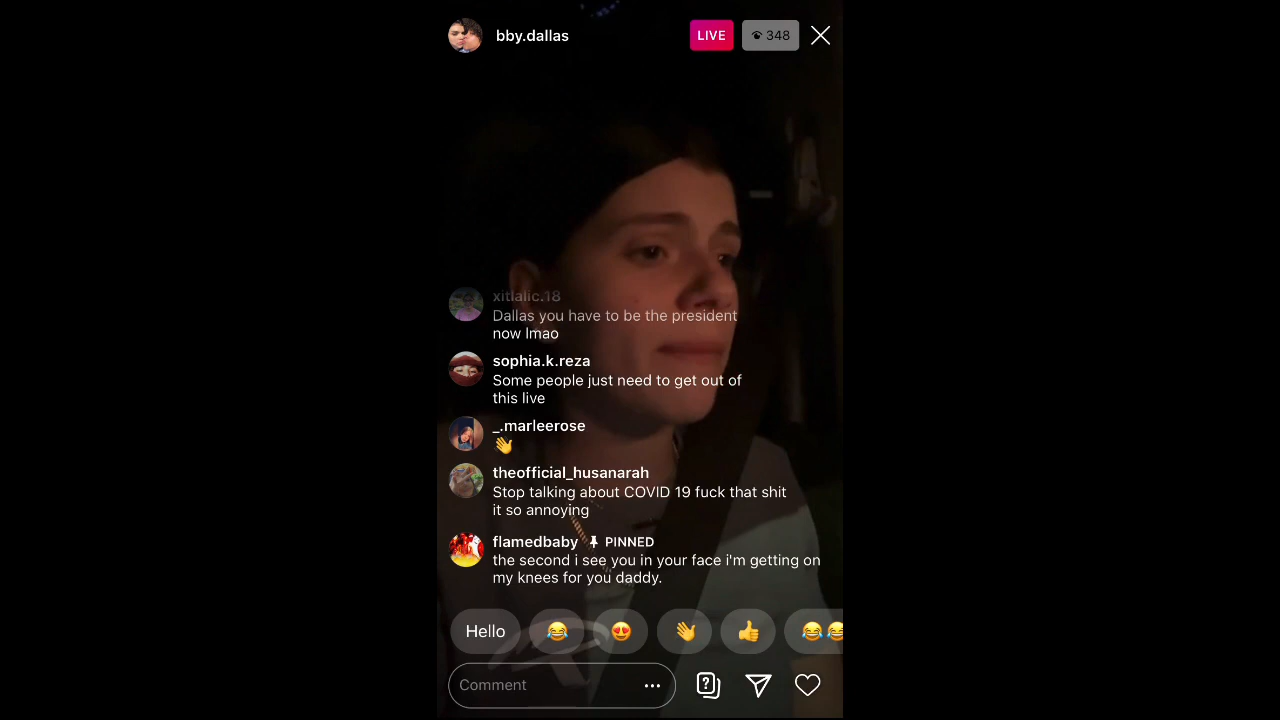 bby.dallas
LIVE
348
xitlalic.18
Dallas you have to be the president
now lmao
sophia.k.reza
Some people just need to get out of
this live
_.marleerose
👋
theofficial_husanarah
Stop talking about COVID 19 fuck that shit
it so annoying
flamedbaby PINNED
the second i see you in your face i'm getting on
my knees for you daddy.
Hello 😂 😍 👋 👍 😂😂
Comment